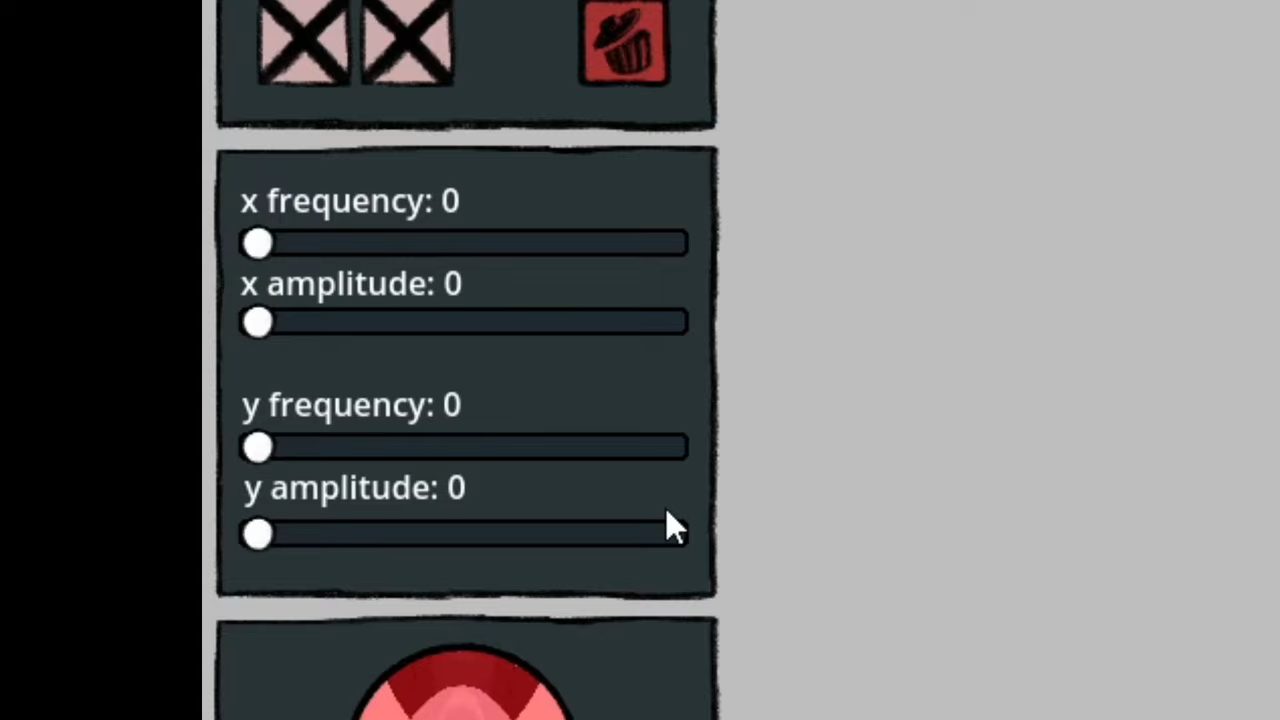 x frequency: 0
x amplitude: 0
y frequency: 0
y amplitude: 0